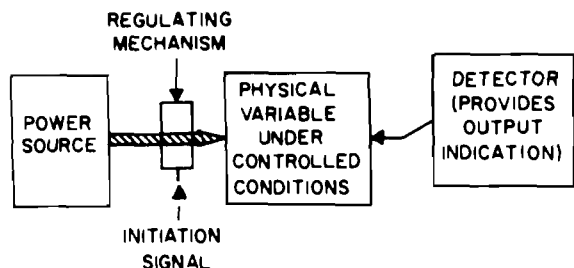 REGULATING
MECHANISM
POWER
SOURCE
PHYSICAL
VARIABLE
UNDER
CONTROLLED
CONDITIONS
DETECTOR
(PROVIDES
OUTPUT
INDICATION)
INITIATION
SIGNAL